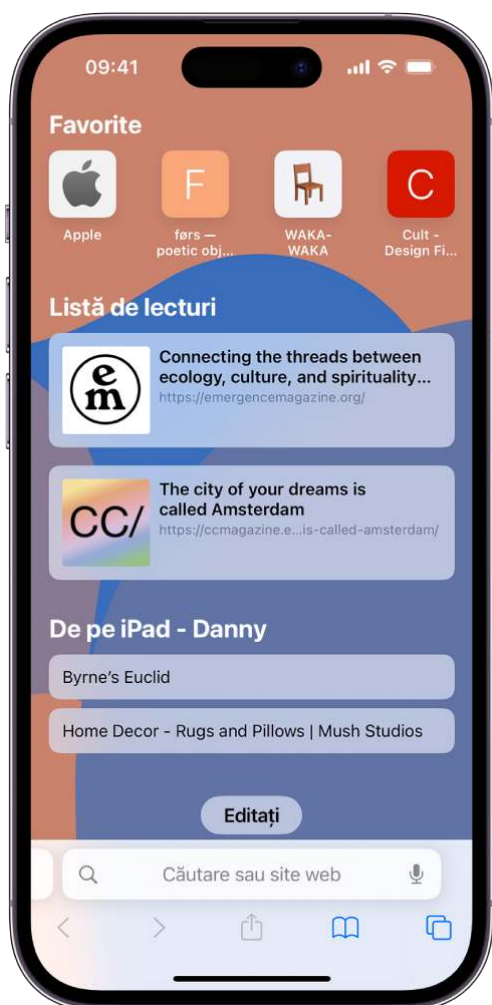 09:41
Favorite
F
C
Apple
førs —
poetic obj...
WAKA-
WAKA
Cult -
Design Fi...
Listă de lecturi
em
Connecting the threads between
ecology, culture, and spirituality...
https://emergencemagazine.org/
CC/
The city of your dreams is
called Amsterdam
https://ccmagazine.e...is-called-amsterdam/
De pe iPad - Danny
Byrne’s Euclid
Home Decor - Rugs and Pillows | Mush Studios
Editați
Căutare sau site web